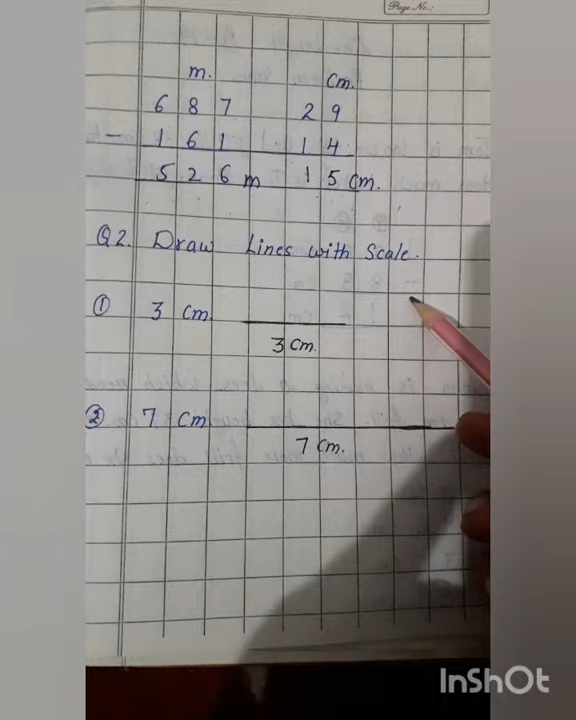 Page No.:
m. Cm.
6 8 7 2 9
- 1 6 1 1 4
5 2 6 m 1 5 cm.
Q2. Draw Lines with Scale.
① 3 cm.
3 cm.
② 7 cm.
7 cm.
InShOt